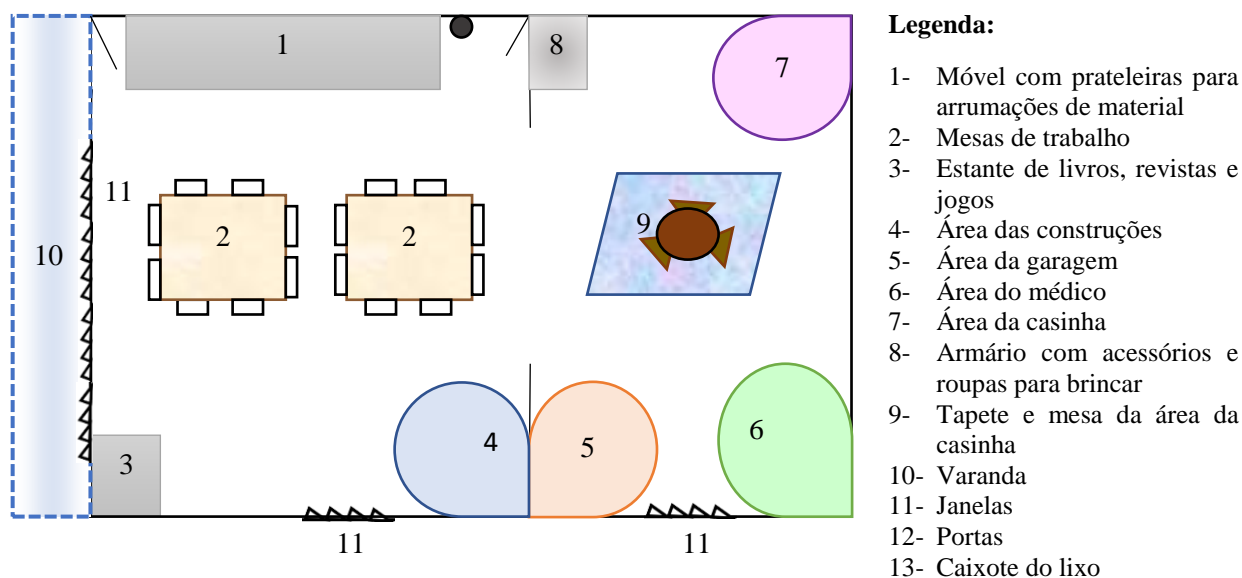 1
8
7
11
2
2
9
10
3
4
5
6
11
11
Legenda:
1- Móvel com prateleiras para
arrumações de material
2- Mesas de trabalho
3- Estante de livros, revistas e
jogos
4- Área das construções
5- Área da garagem
6- Área do médico
7- Área da casinha
8- Armário com acessórios e
roupas para brincar
9- Tapete e mesa da área da
casinha
10- Varanda
11- Janelas
12- Portas
13- Caixote do lixo